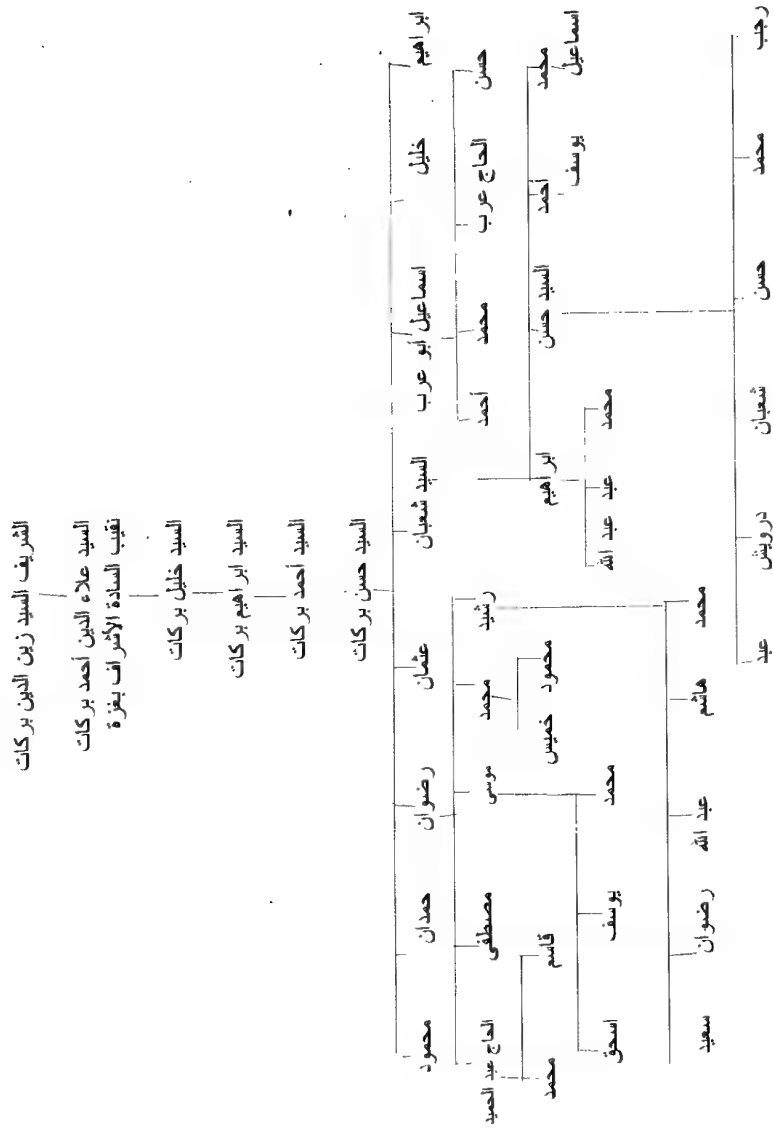 الشريف السيد زين الدين بركات
السيد علاء الدين أحمد بركات
نقيب السادة الأشراف بغزة
السيد خليل بركات
السيد ابراهيم بركات
السيد أحمد بركات
السيد حسن بركات
ابراهيم خليل اسماعيل أبو عرب السيد شعبان عثمان رضوان حمدان محمود
حسن الحاج عرب محمد أحمد رشيد محمد موسى مصطفى الحاج عبد الحميد
محمد أحمد السيد حسن ابراهيم محمود خميس قاسم محمد
اسماعيل يوسف محمد عيد عبد الله محمد يوسف اسحق
محمد هاشم عبد الله رضوان سعيد
رجب محمد حسن شعبان درويش عيد